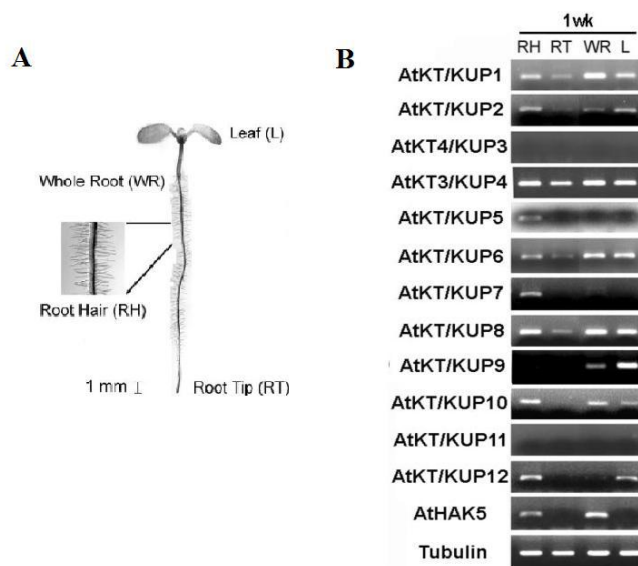 A
Leaf (L)
Whole Root (WR)
Root Hair (RH)
1 mm
Root Tip (RT)
B
1wk
RH RT WR L
AtKT/KUP1
AtKT/KUP2
AtKT4/KUP3
AtKT3/KUP4
AtKT/KUP5
AtKT/KUP6
AtKT/KUP7
AtKT/KUP8
AtKT/KUP9
AtKT/KUP10
AtKT/KUP11
AtKT/KUP12
AtHAK5
Tubulin